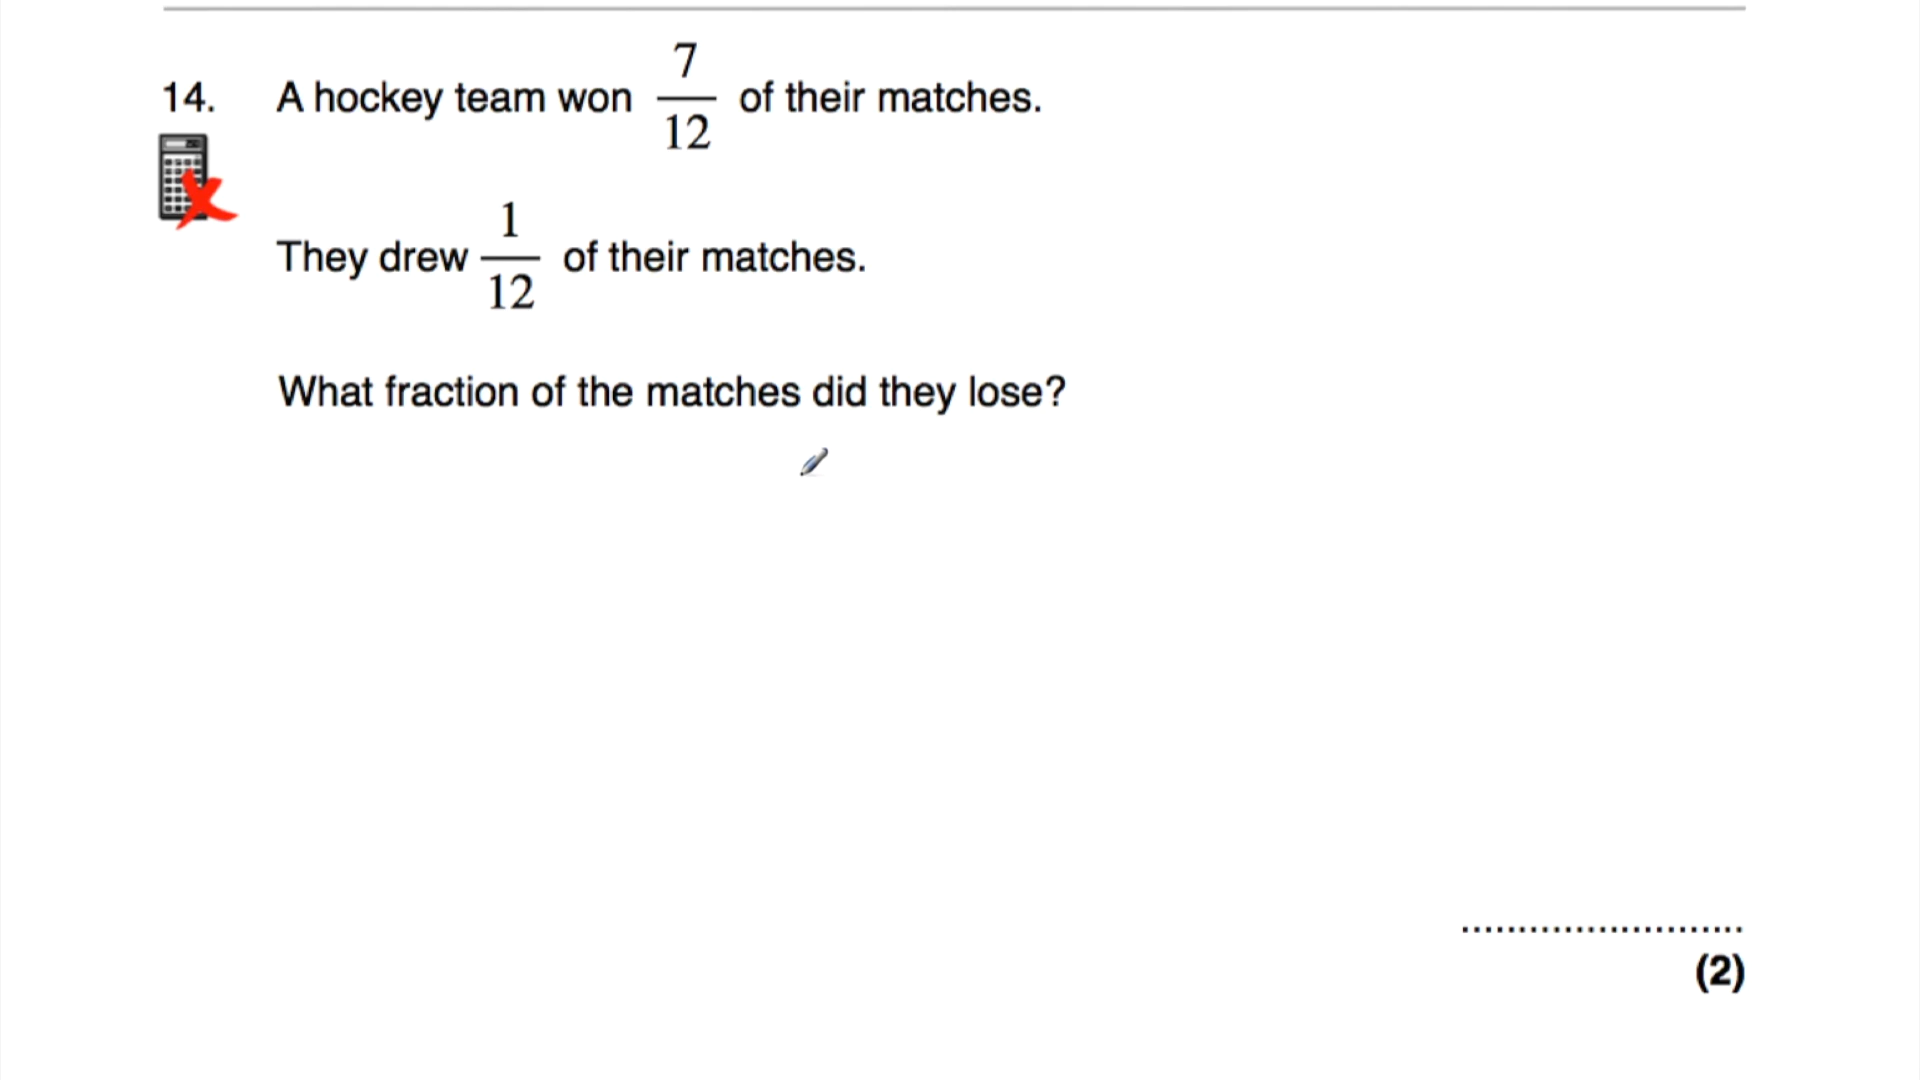 14. A hockey team won 7/12 of their matches.
They drew 1/12 of their matches.
What fraction of the matches did they lose?
..........................
(2)